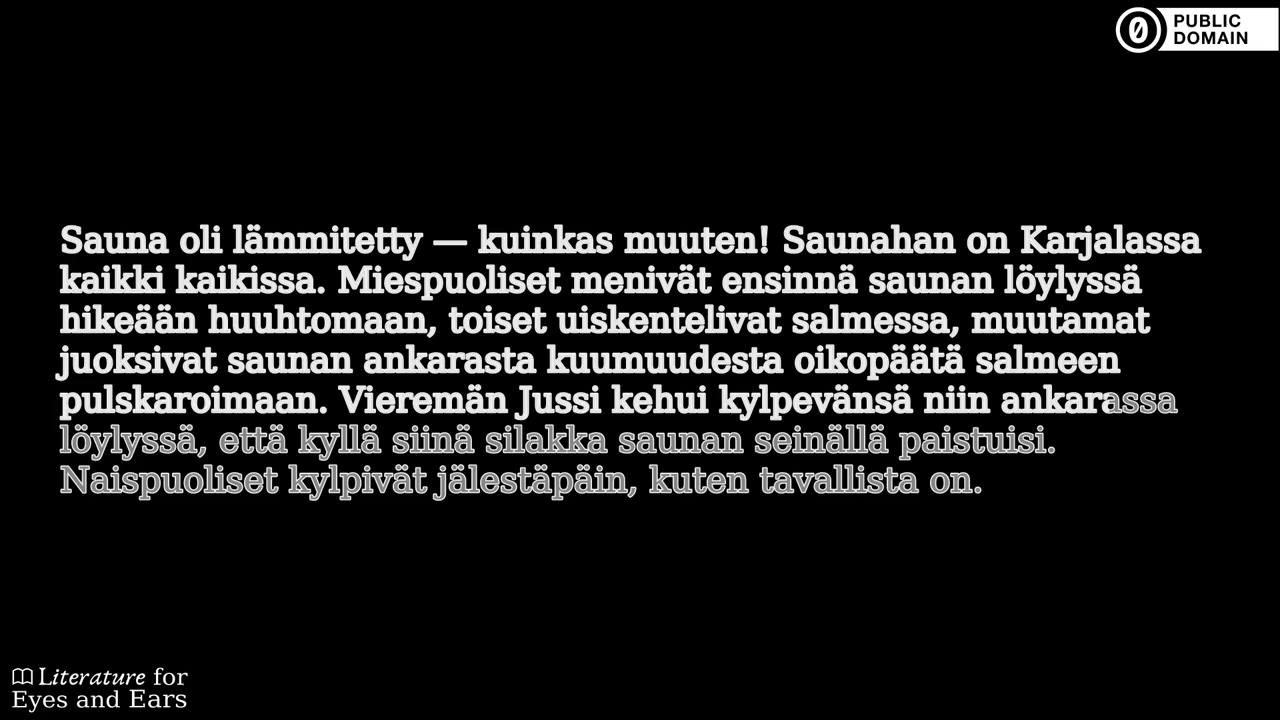 PUBLIC
DOMAIN
Sauna oli lämmitetty — kuinkas muuten! Saunahan on Karjalassa
kaikki kaikissa. Miespuoliset menivät ensinnä saunan löylyssä
hikeään huuhtomaan, toiset uiskentelivat salmessa, muutamat
juoksivat saunan ankarasta kuumuudesta oikopäätä salmeen
pulskaroimaan. Vieremän Jussi kehui kylpevänsä niin ankarassa
löylyssä, että kyllä siinä silakka saunan seinällä paistuisi.
Naispuoliset kylpivät jälestäpäin, kuten tavallista on.
Literature for
Eyes and Ears